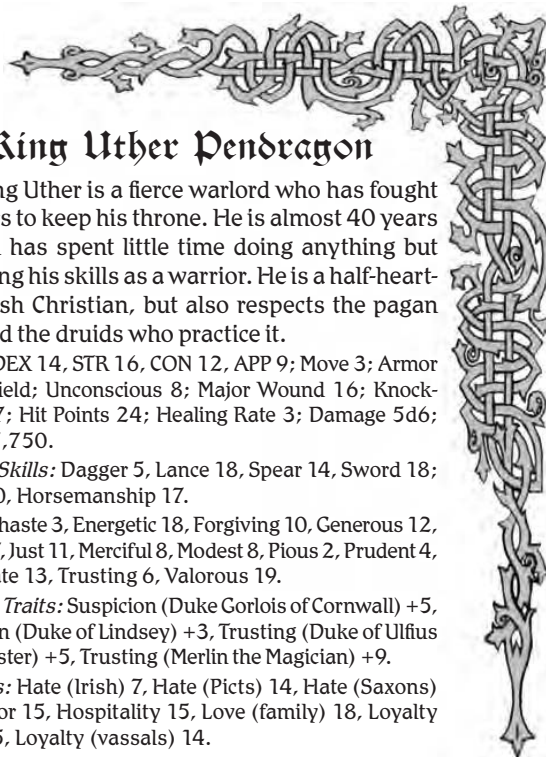 King Uther Pendragon
ng Uther is a fierce warlord who has fought
s to keep his throne. He is almost 40 years
has spent little time doing anything but
ng his skills as a warrior. He is a half-heart-
sh Christian, but also respects the pagan
d the druids who practice it.
DEX 14, STR 16, CON 12, APP 9; Move 3; Armor
ield; Unconscious 8; Major Wound 16; Knock-
7; Hit Points 24; Healing Rate 3; Damage 5d6;
,750.
Skills: Dagger 5, Lance 18, Spear 14, Sword 18;
0, Horsemanship 17.
haste 3, Energetic 18, Forgiving 10, Generous 12,
, Just 11, Merciful 8, Modest 8, Pious 2, Prudent 4,
te 13, Trusting 6, Valorous 19.
Traits: Suspicion (Duke Gorlois of Cornwall) +5,
n (Duke of Lindsey) +3, Trusting (Duke of Ulfius
ster) +5, Trusting (Merlin the Magician) +9.
s: Hate (Irish) 7, Hate (Picts) 14, Hate (Saxons)
or 15, Hospitality 15, Love (family) 18, Loyalty
5, Loyalty (vassals) 14.